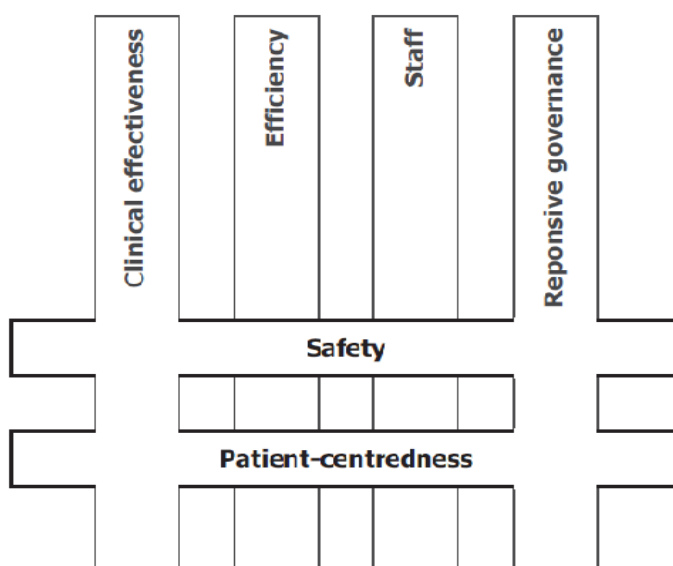 Clinical effectiveness
Efficiency
Staff
Reponsive governance
Safety
Patient-centredness